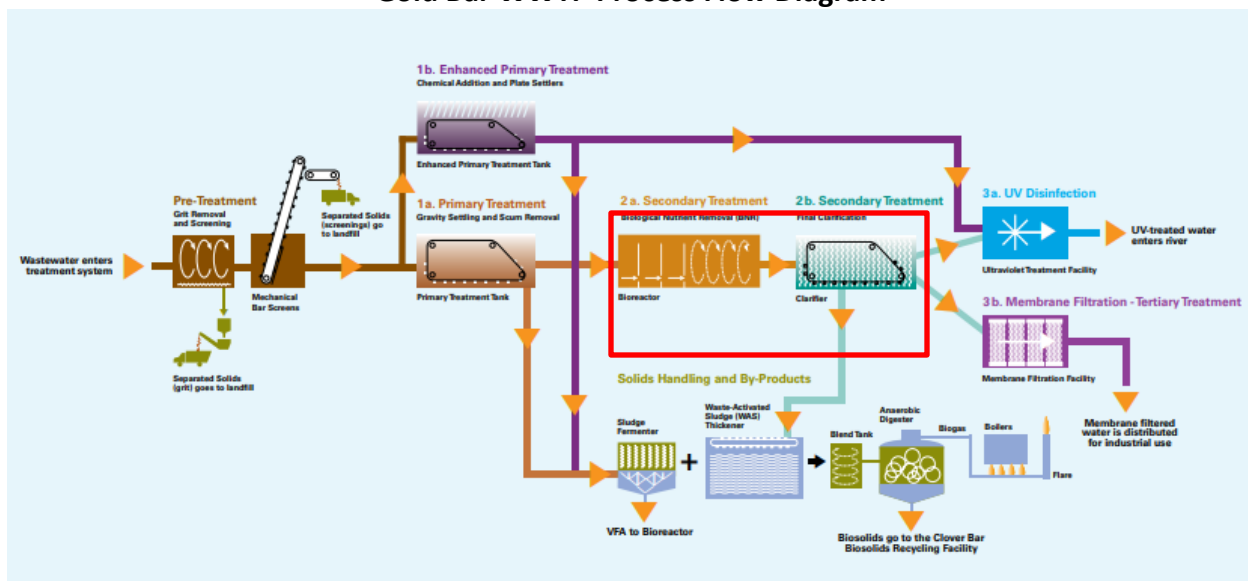 Gold Bar WWTP Process Flow Diagram
1b. Enhanced Primary Treatment
Chemical Addition and Plate Settlers
Enhanced Primary Treatment Tank
Pre-Treatment
Grit Removal
and Screening
Separated Solids
(screenings) go
to landfill
1a. Primary Treatment
Gravity Settling and Scum Removal
2a. Secondary Treatment
Biological Nutrient Removal (BNR)
2b. Secondary Treatment
Final Clarification
3a. UV Disinfection
UV-treated water
enters river
Wastewater enters
treatment system
Ultraviolet Treatment Facility
Mechanical
Bar Screens
Primary Treatment Tank
Bioreactor
Clarifier
3b. Membrane Filtration - Tertiary Treatment
Separated Solids
(grit) goes to landfill
Membrane Filtration Facility
Solids Handling and By-Products
Sludge
Fermenter
Waste-Activated
Sludge (WAS)
Thickener
Blend Tank
Anaerobic
Digester
Biogas
Boilers
Flare
Membrane filtered
water is distributed
for industrial use
VFA to Bioreactor
Biosolids go to the Clover Bar
Biosolids Recycling Facility